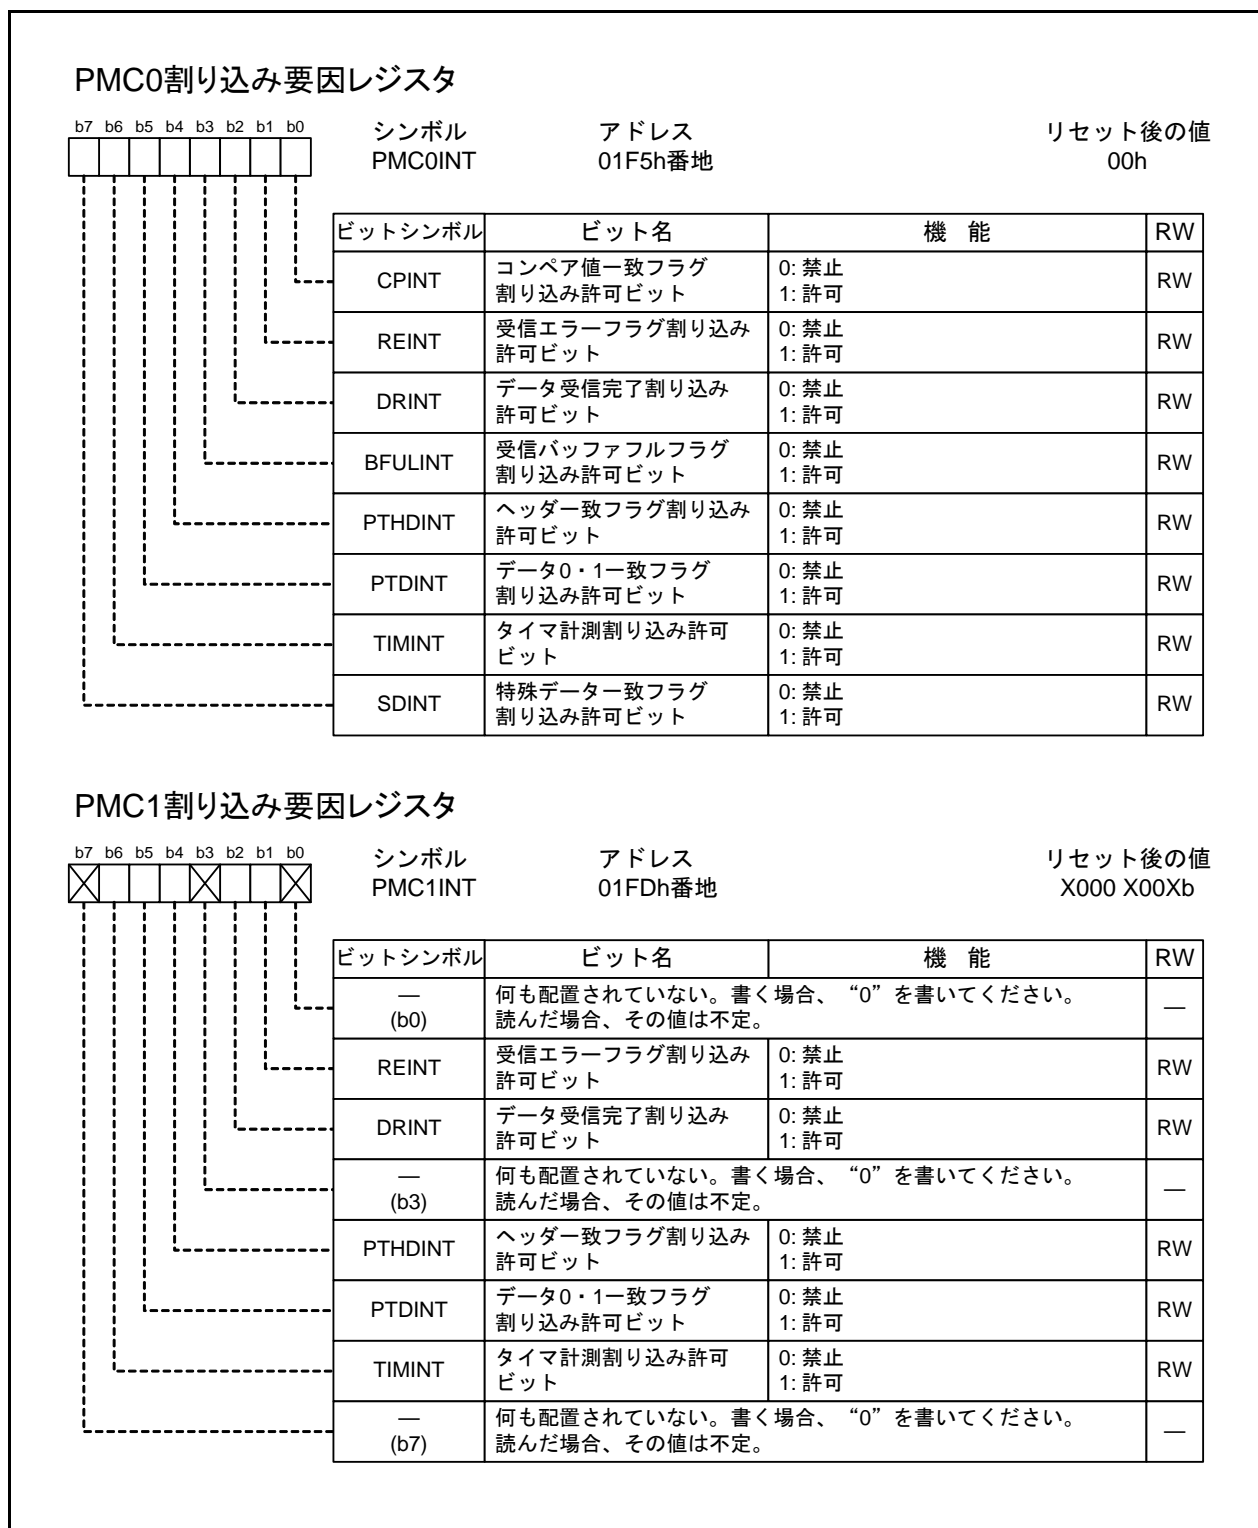 PMC0割り込み要因レジスタ
b7 b6 b5 b4 b3 b2 b1 b0
シンボル アドレス リセット後の値
PMC0INT 01F5h番地 00h
ビットシンボル ビット名 機 能 RW
CPINT コンペア値一致フラグ 0: 禁止 RW
割り込み許可ビット 1: 許可
REINT 受信エラーフラグ割り込み 0: 禁止 RW
許可ビット 1: 許可
DRINT データ受信完了割り込み 0: 禁止 RW
許可ビット 1: 許可
BFULINT 受信バッファフルフラグ 0: 禁止 RW
割り込み許可ビット 1: 許可
PTHDINT ヘッダ一致フラグ割り込み 0: 禁止 RW
許可ビット 1: 許可
PTDINT データ0・1一致フラグ 0: 禁止 RW
割り込み許可ビット 1: 許可
TIMINT タイマ計測割り込み許可 0: 禁止 RW
ビット 1: 許可
SDINT 特殊データ一致フラグ 0: 禁止 RW
割り込み許可ビット 1: 許可
PMC1割り込み要因レジスタ
b7 b6 b5 b4 b3 b2 b1 b0
シンボル アドレス リセット後の値
PMC1INT 01FDh番地 X000 X00Xb
ビットシンボル ビット名 機 能 RW
— 何も配置されていない。書く場合、“0”を書いてください。 —
(b0) 読んだ場合、その値は不定。
REINT 受信エラーフラグ割り込み 0: 禁止 RW
許可ビット 1: 許可
DRINT データ受信完了割り込み 0: 禁止 RW
許可ビット 1: 許可
— 何も配置されていない。書く場合、“0”を書いてください。 —
(b3) 読んだ場合、その値は不定。
PTHDINT ヘッダ一致フラグ割り込み 0: 禁止 RW
許可ビット 1: 許可
PTDINT データ0・1一致フラグ 0: 禁止 RW
割り込み許可ビット 1: 許可
TIMINT タイマ計測割り込み許可 0: 禁止 RW
ビット 1: 許可
— 何も配置されていない。書く場合、“0”を書いてください。 —
(b7) 読んだ場合、その値は不定。